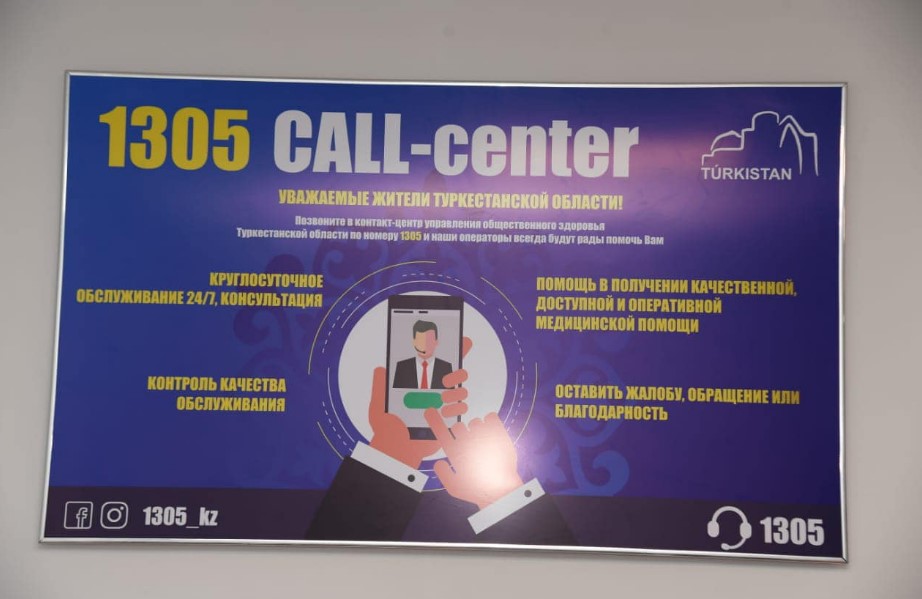 1305 CALL-center
TÚRKISTAN
УВАЖАЕМЫЕ ЖИТЕЛИ ТУРКЕСТАНСКОЙ ОБЛАСТИ!
Позвоните в контакт-центр управления общественного здоровья
Туркестанской области по номеру 1305 и наши операторы всегда будут рады помочь Вам
КРУГЛОСУТОЧНОЕ
ОБСЛУЖИВАНИЕ 24/7, КОНСУЛЬТАЦИЯ
ПОМОЩЬ В ПОЛУЧЕНИИ КАЧЕСТВЕННОЙ,
ДОСТУПНОЙ И ОПЕРАТИВНОЙ
МЕДИЦИНСКОЙ ПОМОЩИ
КОНТРОЛЬ КАЧЕСТВА
ОБСЛУЖИВАНИЯ
ОСТАВИТЬ ЖАЛОБУ, ОБРАЩЕНИЕ ИЛИ
БЛАГОДАРНОСТЬ
1305_kz
1305